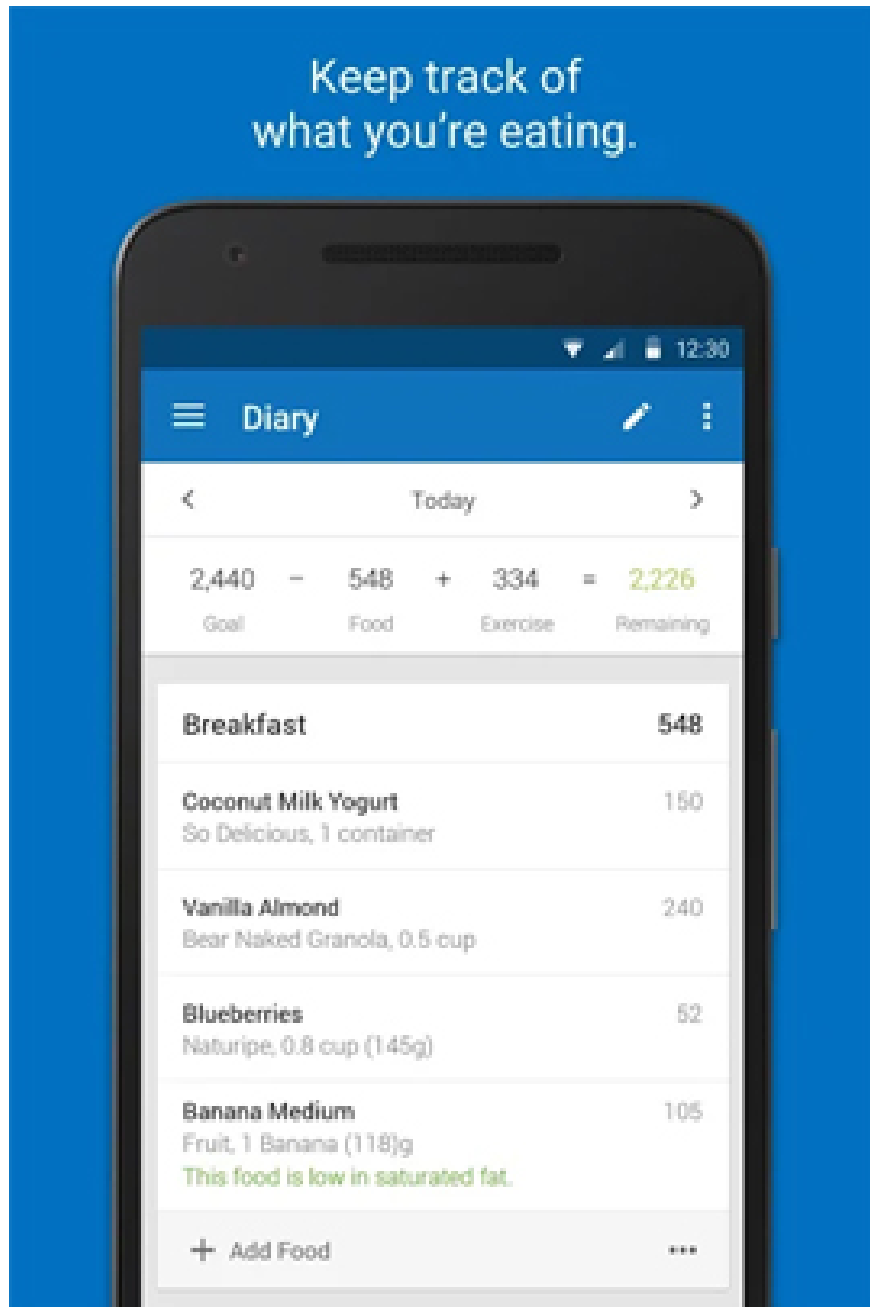 Keep track of
what you're eating.
12:30
Diary
Today
2,440 - 548 + 334 = 2,226
Goal Food Exercise Remaining
Breakfast 548
Coconut Milk Yogurt 150
So Delicious, 1 container
Vanilla Almond 240
Bear Naked Granola, 0.5 cup
Blueberries 52
Naturipe, 0.8 cup (145g)
Banana Medium 105
Fruit, 1 Banana (118)g
This food is low in saturated fat.
+ Add Food